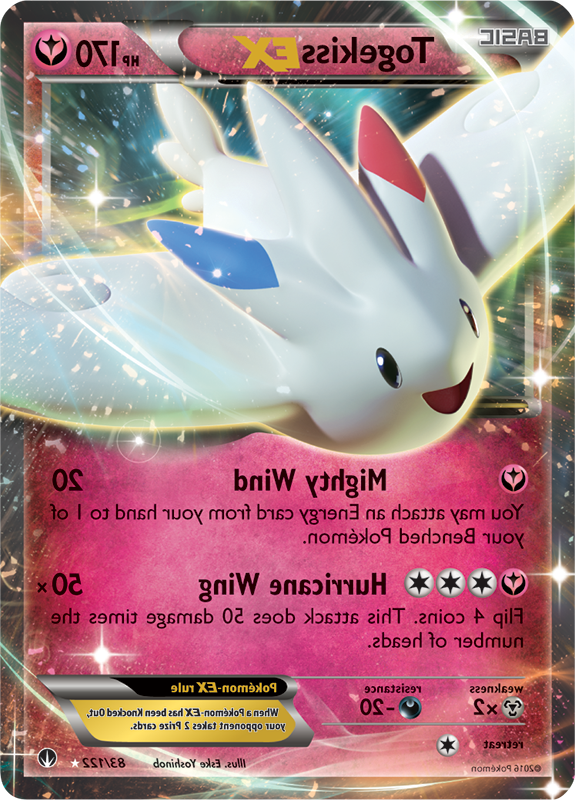 BASIC Togekiss EX HP 170
Mighty Wind 20
You may attach an Energy card from your hand to 1 of
your Benched Pokémon.
Hurricane Wing 50×
Flip 4 coins. This attack does 50 damage times the
number of heads.
weakness resistance
×2 -20
retreat
Pokémon-EX rule
When a Pokémon-EX has been Knocked Out,
your opponent takes 2 Prize cards.
©2016 Pokémon Illus. Eske Yoshinob 83/122